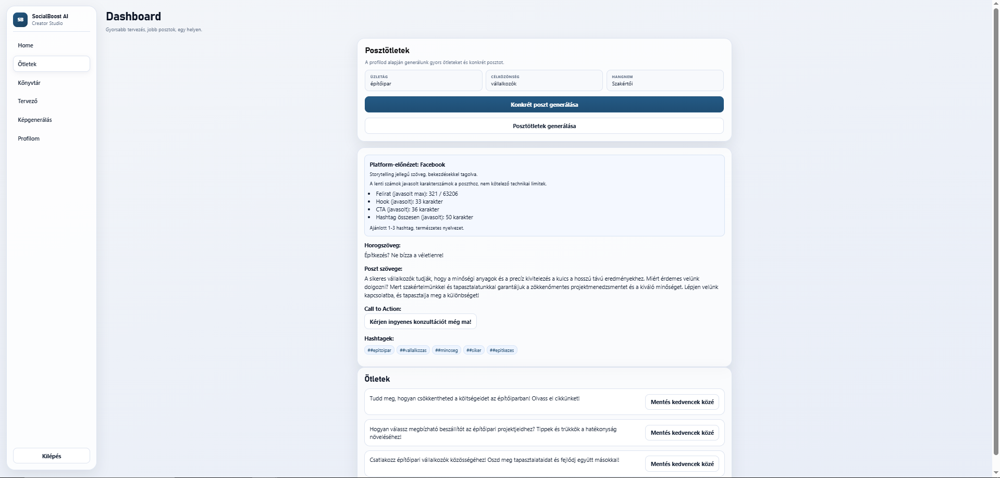 SB
SocialBoost AI
Creator Studio
Home
Ötletek
Könyvtár
Tervező
Képgenerálás
Profilom
Kilépés
Dashboard
Gyorsabb tervezés, jobb posztok, egy helyen.
Posztötletek
A profilod alapján generálunk gyors ötleteket és konkrét posztot.
ÜZLETÁG
építőipar
CÉLKÖZÖNSÉG
vállalkozók
HANGNEM
Szakértői
Konkrét poszt generálása
Posztötletek generálása
Platform-előnézet: Facebook
Storytelling jellegű szöveg, bekezdésekkel tagolva.
A lenti számok javasolt karakterszámok a poszthoz, nem kötelező technikai limitek.
• Felirat (javasolt max): 321 / 63206
• Hook (javasolt): 33 karakter
• CTA (javasolt): 36 karakter
• Hashtag összesen (javasolt): 50 karakter
Ajánlott 1-3 hashtag, természetes nyelvezet.
Horogszöveg:
Építkezés? Ne bízza a véletlenre!
Poszt szövege:
A sikeres vállalkozók tudják, hogy a minőségi anyagok és a precíz kivitelezés a kulcs a hosszú távú eredményekhez. Miért érdemes velünk
dolgozni? Mert szakértelmünkkel és tapasztalatunkkal garantáljuk a zökkenőmentes projektmenedzsmentet és a kiváló minőséget. Lépjen velünk
kapcsolatba, és tapasztalja meg a különbséget!
Call to Action:
Kérjen ingyenes konzultációt még ma!
Hashtagek:
##epitoipar ##vallalkozas ##minoseg ##siker ##epitkezes
Ötletek
Tudd meg, hogyan csökkentheted a költségeidet az építőiparban! Olvass el cikkünket!
Mentés kedvencek közé
Hogyan válassz megbízható beszállítót az építőipari projektjeidhez? Tippek és trükkök a hatékonyság
növeléséhez!
Mentés kedvencek közé
Csatlakozz építőipari vállalkozók közösségéhez! Oszd meg tapasztalataidat és fejlődj együtt másokkal!
Mentés kedvencek közé